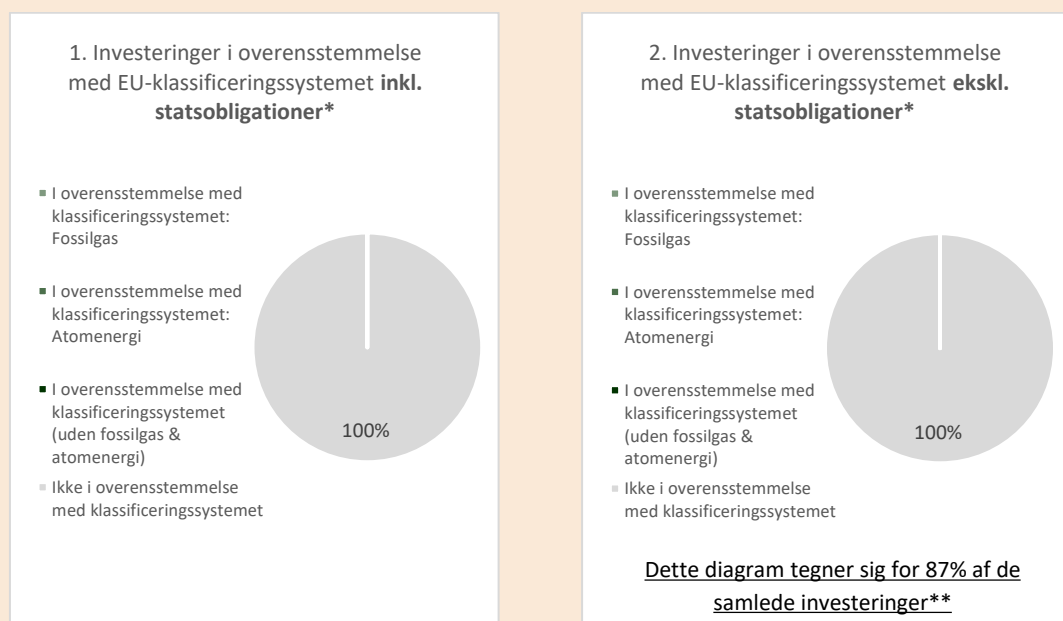 1. Investeringer i overensstemmelse
med EU-klassificeringssystemet inkl.
statsobligationer*
I overensstemmelse med
klassificeringssystemet:
Fossilgas
I overensstemmelse med
klassificeringssystemet:
Atomenergi
I overensstemmelse med
klassificeringssystemet
(uden fossilgas &
atomenergi)
Ikke i overensstemmelse
med klassificeringssystemet
100%
2. Investeringer i overensstemmelse
med EU-klassificeringssystemet ekskl.
statsobligationer*
I overensstemmelse med
klassificeringssystemet:
Fossilgas
I overensstemmelse med
klassificeringssystemet:
Atomenergi
I overensstemmelse med
klassificeringssystemet
(uden fossilgas &
atomenergi)
Ikke i overensstemmelse
med klassificeringssystemet
100%
Dette diagram tegner sig for 87% af de
samlede investeringer**